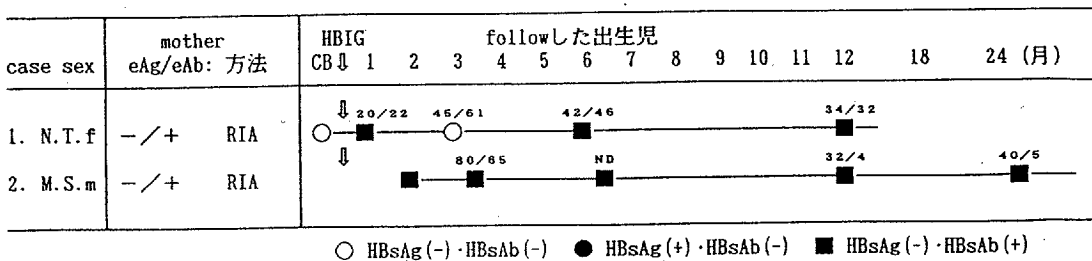 mother HBIG followした出生児
case sex eAg/eAb: 方法 CB⇩ 1 2 3 4 5 6 7 8 9 10 11 12 18 24 (月)
⇩ 20/22 45/61 42/46 34/32
1. N.T.f －／＋ RIA
⇩ 80/65 ND 32/4 40/5
2. M.S.m －／＋ RIA
○ HBsAg(-)·HBsAb(-) ● HBsAg(+)·HBsAb(-) ■ HBsAg(-)·HBsAb(+)